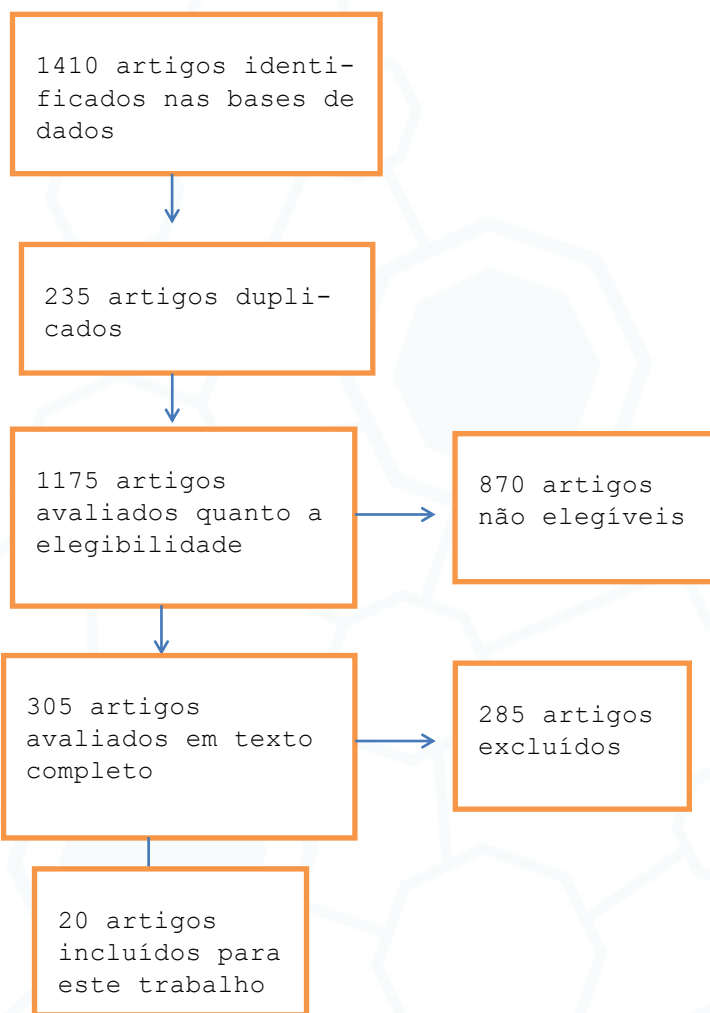 1410 artigos identi-
ficados nas bases de
dados
235 artigos dupli-
cados
1175 artigos
avaliados quanto a
elegibilidade
870 artigos
não elegíveis
305 artigos
avaliados em texto
completo
285 artigos
excluídos
20 artigos
incluídos para
este trabalho